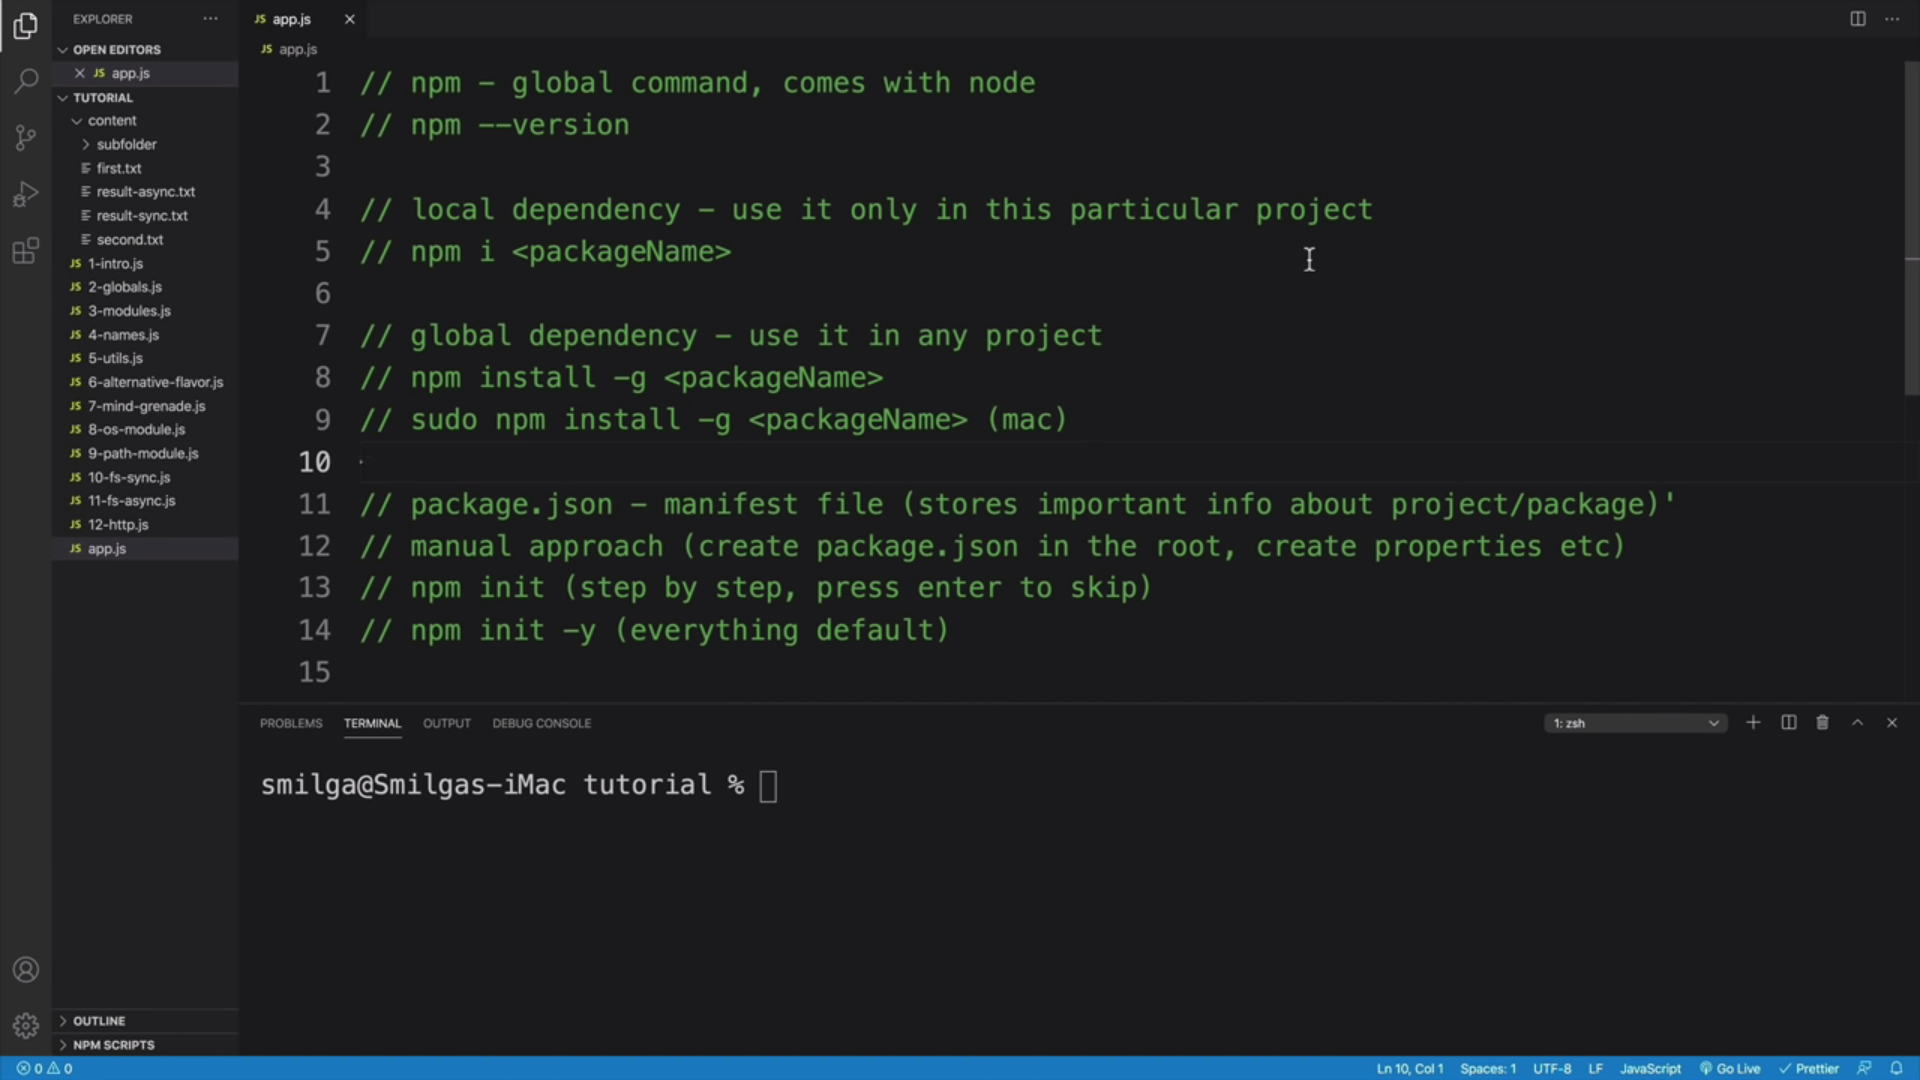 EXPLORER
OPEN EDITORS
JS app.js
TUTORIAL
content
subfolder
first.txt
result-async.txt
result-sync.txt
second.txt
JS 1-intro.js
JS 2-globals.js
JS 3-modules.js
JS 4-names.js
JS 5-utils.js
JS 6-alternative-flavor.js
JS 7-mind-grenade.js
JS 8-os-module.js
JS 9-path-module.js
JS 10-fs-sync.js
JS 11-fs-async.js
JS 12-http.js
JS app.js
OUTLINE
NPM SCRIPTS
JS app.js
JS app.js
1 // npm - global command, comes with node
2 // npm --version
3
4 // local dependency - use it only in this particular project
5 // npm i <packageName>
6
7 // global dependency - use it in any project
8 // npm install -g <packageName>
9 // sudo npm install -g <packageName> (mac)
10
11 // package.json - manifest file (stores important info about project/package)'
12 // manual approach (create package.json in the root, create properties etc)
13 // npm init (step by step, press enter to skip)
14 // npm init -y (everything default)
15
PROBLEMS TERMINAL OUTPUT DEBUG CONSOLE 1: zsh
smilga@Smilgas-iMac tutorial %
0 0 Ln 10, Col 1 Spaces: 1 UTF-8 LF JavaScript Go Live Prettier